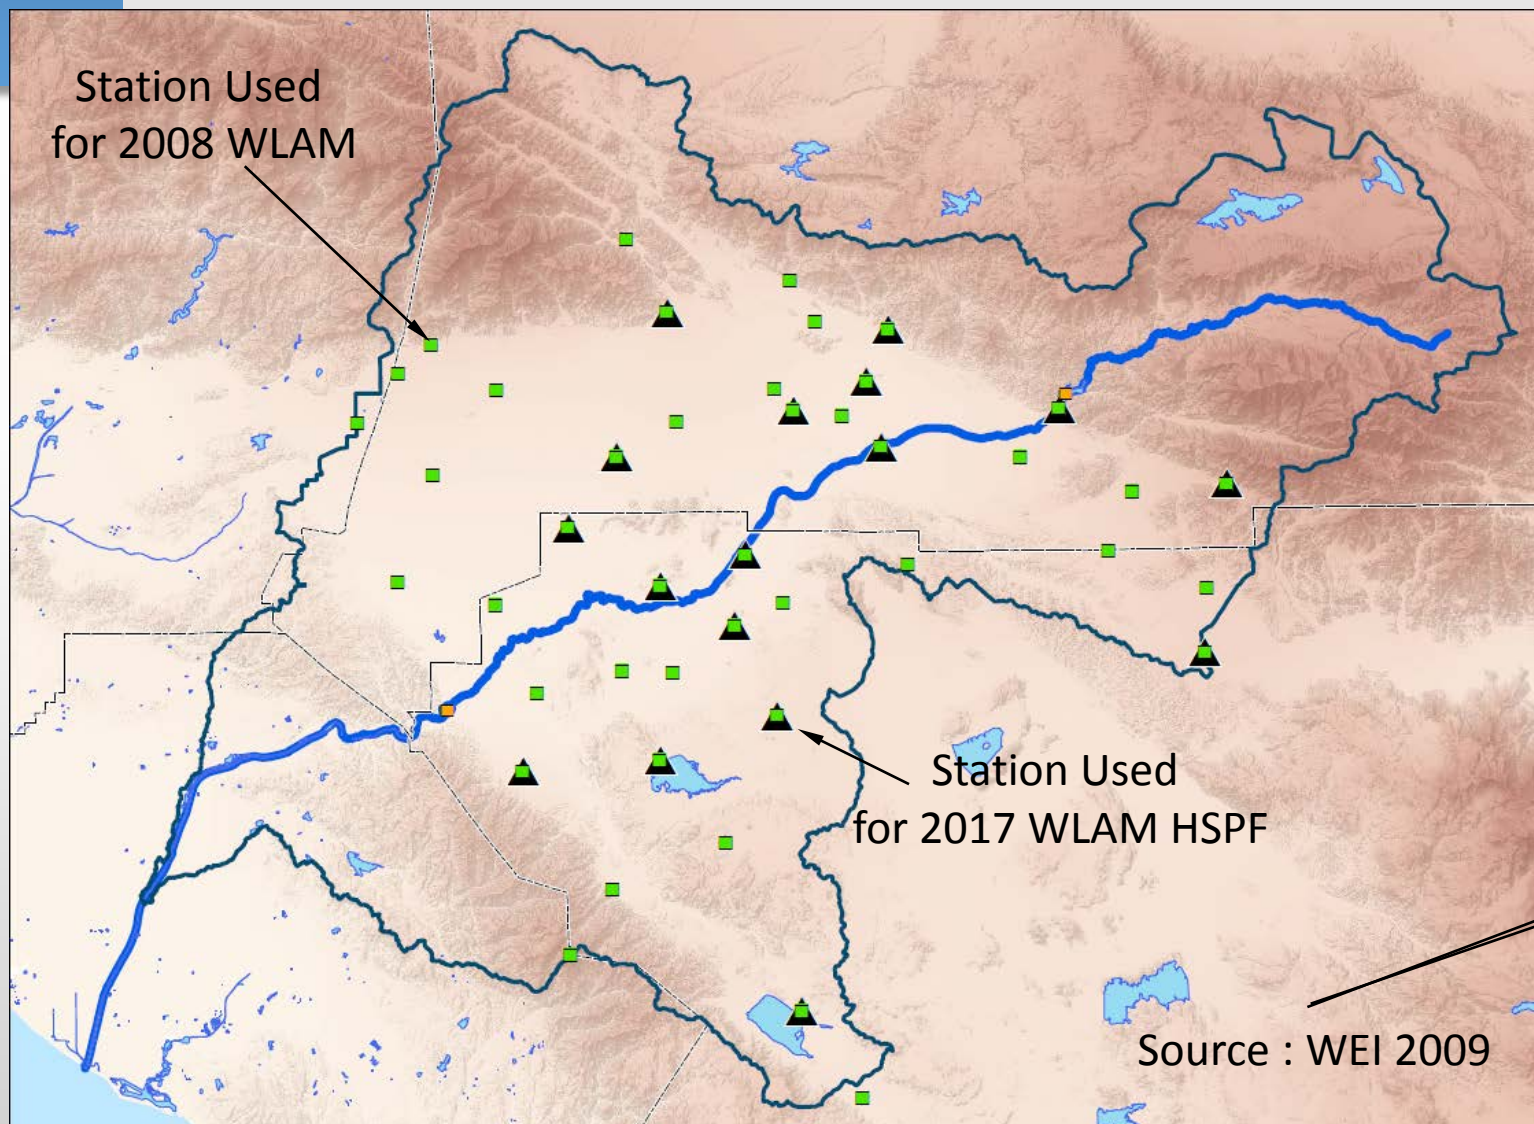 Station Used
for 2008 WLAM
Station Used
for 2017 WLAM HSPF
Source : WEI 2009